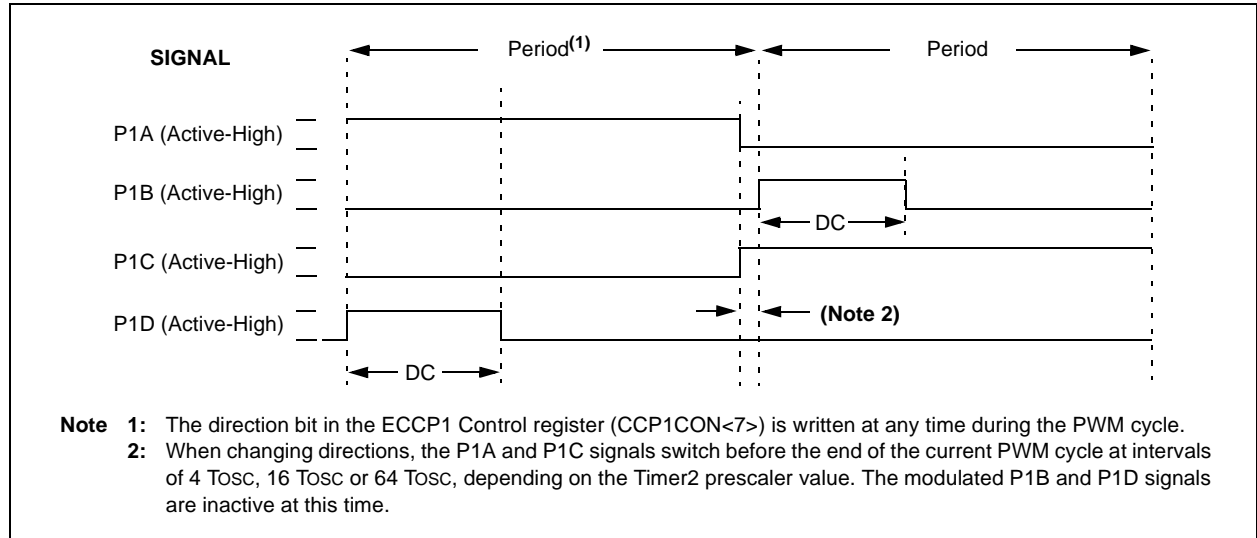 SIGNAL
Period(1)
Period
P1A (Active-High)
P1B (Active-High)
DC
P1C (Active-High)
P1D (Active-High)
(Note 2)
DC
Note 1: The direction bit in the ECCP1 Control register (CCP1CON<7>) is written at any time during the PWM cycle.
2: When changing directions, the P1A and P1C signals switch before the end of the current PWM cycle at intervals
of 4 TOSC, 16 TOSC or 64 TOSC, depending on the Timer2 prescaler value. The modulated P1B and P1D signals
are inactive at this time.